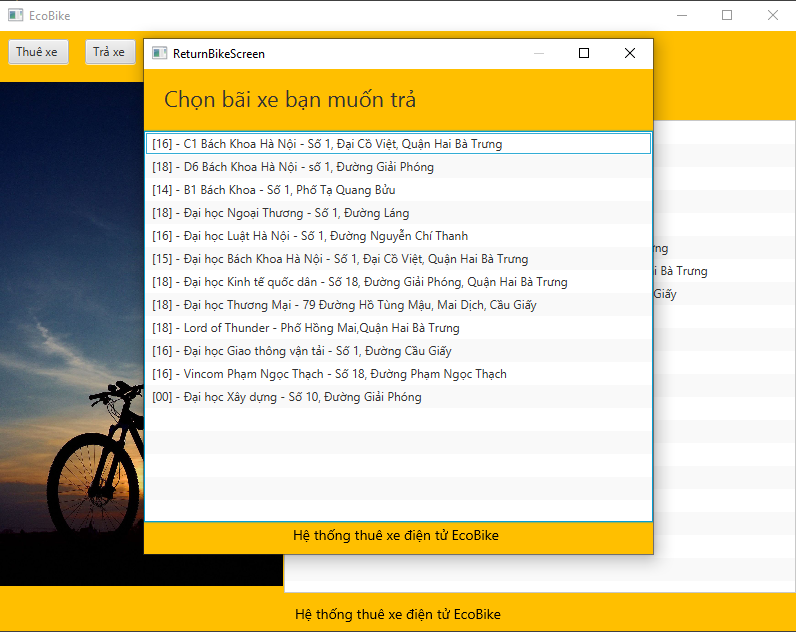 EcoBike
Thuê xe
Trả xe
ReturnBikeScreen
Chọn bãi xe bạn muốn trả
[16] - C1 Bách Khoa Hà Nội - Số 1, Đại Cồ Việt, Quận Hai Bà Trưng
[18] - D6 Bách Khoa Hà Nội - số 1, Đường Giải Phóng
[14] - B1 Bách Khoa - Số 1, Phố Tạ Quang Bửu
[18] - Đại học Ngoại Thương - Số 1, Đường Láng
[16] - Đại học Luật Hà Nội - Số 1, Đường Nguyễn Chí Thanh
[15] - Đại học Bách Khoa Hà Nội - Số 1, Đại Cồ Việt, Quận Hai Bà Trưng
[18] - Đại học Kinh tế quốc dân - Số 18, Đường Giải Phóng, Quận Hai Bà Trưng
[18] - Đại học Thương Mại - 79 Đường Hồ Tùng Mậu, Mai Dịch, Cầu Giấy
[18] - Lord of Thunder - Phố Hồng Mai,Quận Hai Bà Trưng
[16] - Đại học Giao thông vận tải - Số 1, Đường Cầu Giấy
[16] - Vincom Phạm Ngọc Thạch - Số 18, Đường Phạm Ngọc Thạch
[00] - Đại học Xây dựng - Số 10, Đường Giải Phóng
Bà Trưng
Giấy
Hệ thống thuê xe điện tử EcoBike
Hệ thống thuê xe điện tử EcoBike